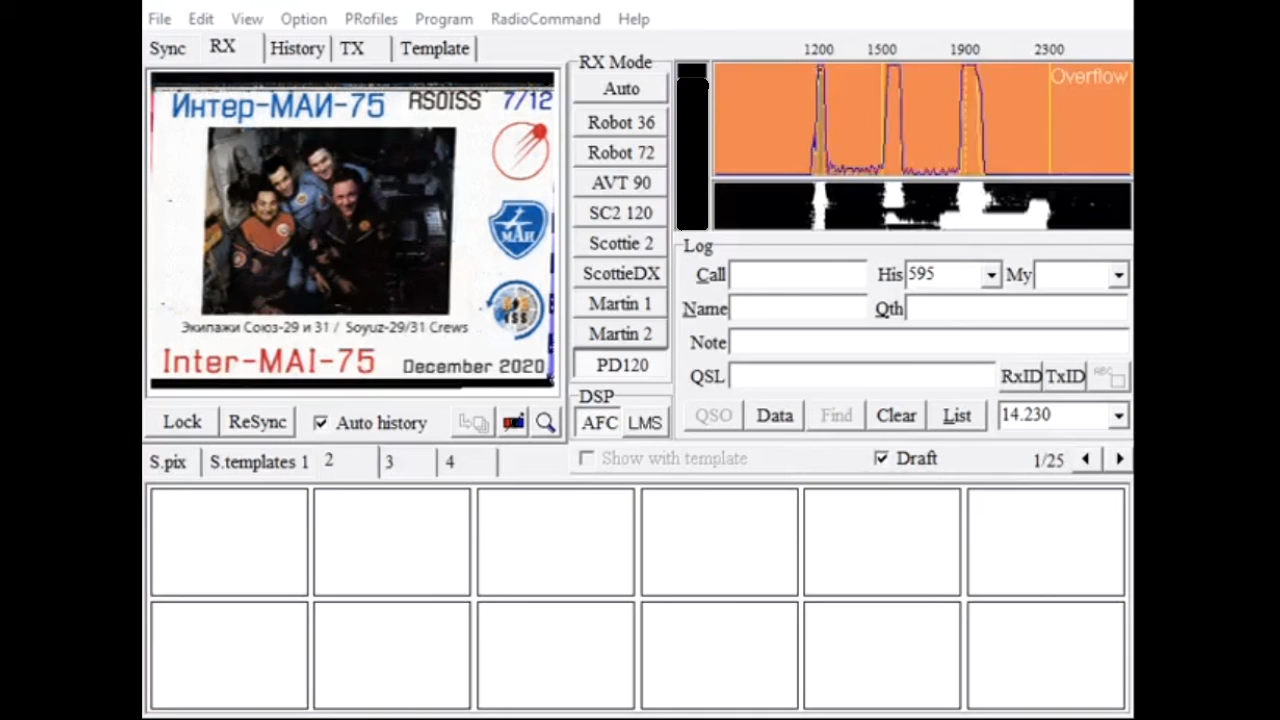 File Edit View Option PRofiles Program RadioCommand Help
Sync RX History TX Template
1200 1500 1900 2300
Overflow
Интер-МАИ-75 RS0ISS 7/12
МАИ
ISS
Экипажи Союз-29 и 31 / Soyuz-29/31 Crews
Inter-MAI-75 December 2020
RX Mode
Auto
Robot 36
Robot 72
AVT 90
SC2 120
Scottie 2
ScottieDX
Martin 1
Martin 2
PD120
DSP
AFC LMS
Log
Call His 595 My
Name Qth
Note
QSL RxID TxID ABC
QSO Data Find Clear List 14.230
Lock ReSync Auto history
S.pix S.templates 1 2 3 4
Show with template Draft 1/25